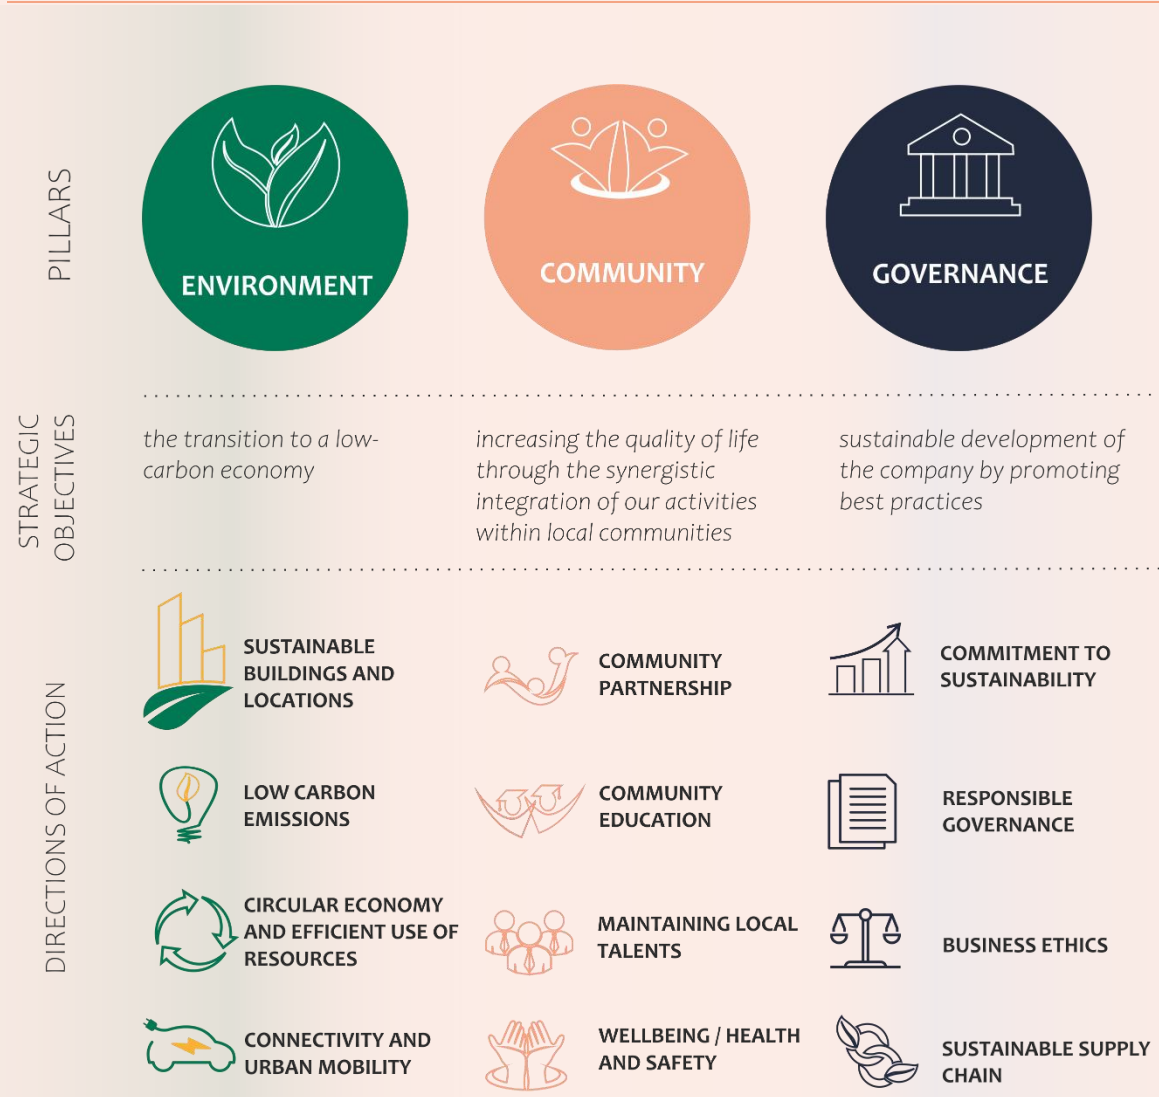 PILLARS
ENVIRONMENT
COMMUNITY
GOVERNANCE
STRATEGIC
OBJECTIVES
the transition to a low-
carbon economy
increasing the quality of life
through the synergistic
integration of our activities
within local communities
sustainable development of
the company by promoting
best practices
DIRECTIONS OF ACTION
SUSTAINABLE
BUILDINGS AND
LOCATIONS
COMMUNITY
PARTNERSHIP
COMMITMENT TO
SUSTAINABILITY
LOW CARBON
EMISSIONS
COMMUNITY
EDUCATION
RESPONSIBLE
GOVERNANCE
CIRCULAR ECONOMY
AND EFFICIENT USE OF
RESOURCES
MAINTAINING LOCAL
TALENTS
BUSINESS ETHICS
CONNECTIVITY AND
URBAN MOBILITY
WELLBEING / HEALTH
AND SAFETY
SUSTAINABLE SUPPLY
CHAIN